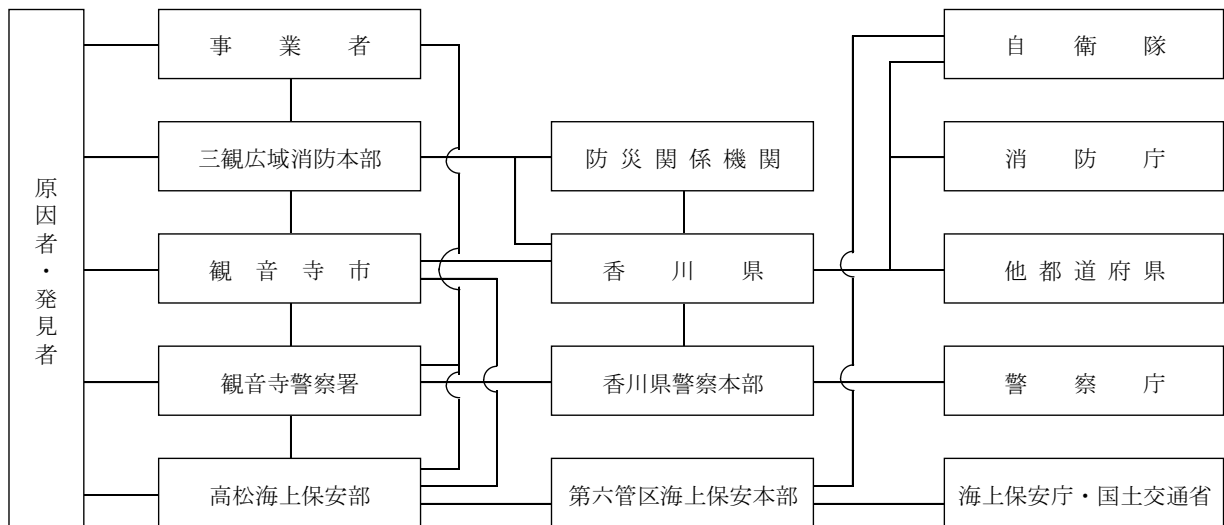 原因者・発見者
事業者
三観広域消防本部
観音寺市
観音寺警察署
高松海上保安部
防災関係機関
香川県
香川県警察本部
第六管区海上保安本部
自衛隊
消防庁
他都道府県
警察庁
海上保安庁・国土交通省